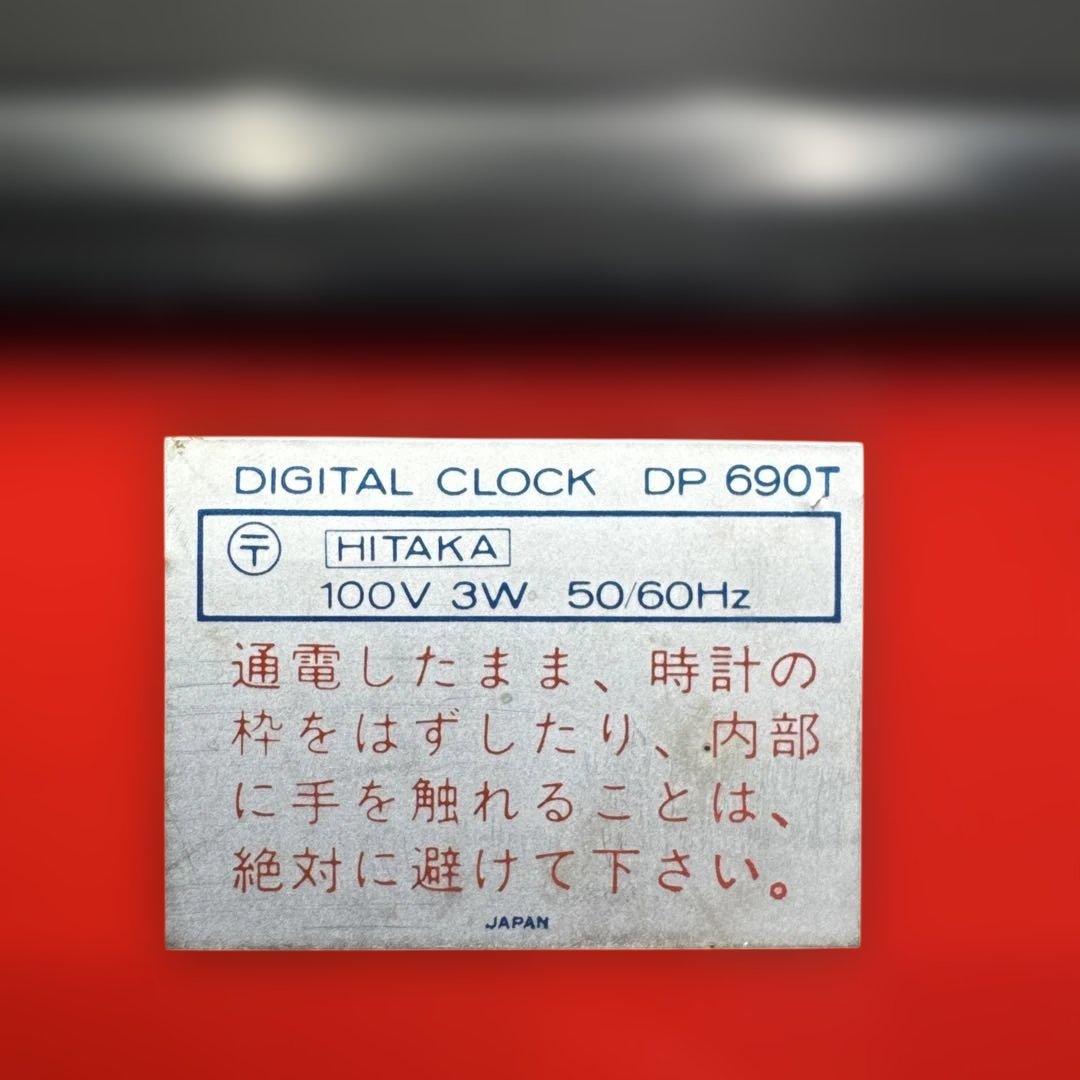 DIGITAL CLOCK DP 690T
〶 HITAKA
100V 3W 50/60Hz
通電したまま、時計の
枠をはずしたり、内部
に手を触れることは、
絶対に避けて下さい。
JAPAN